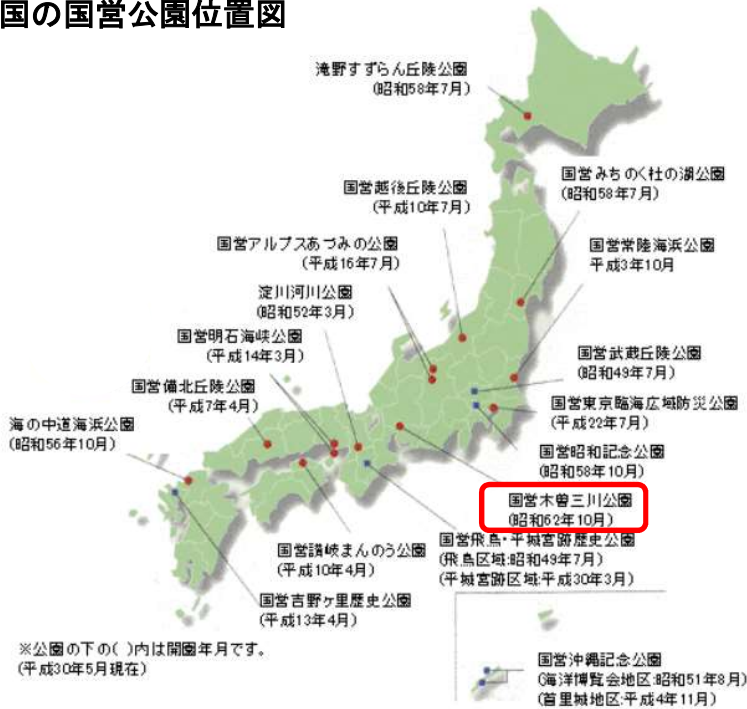 国の国営公園位置図
滝野すずらん丘陵公園
(昭和58年7月)
国営みちのく杜の湖公園
(昭和58年7月)
国営越後丘陵公園
(平成10年7月)
国営アルプスあづみの公園
(平成16年7月)
国営常陸海浜公園
平成3年10月
淀川河川公園
(昭和52年3月)
国営明石海峡公園
(平成14年3月)
国営武蔵丘陵公園
(昭和49年7月)
国営備北丘陵公園
(平成7年4月)
国営東京臨海広域防災公園
(平成22年7月)
海の中道海浜公園
(昭和56年10月)
国営昭和記念公園
(昭和58年10月)
国営木曽三川公園
(昭和62年10月)
国営飛鳥・平城宮跡歴史公園
(飛鳥区域:昭和49年7月)
(平城宮跡区域:平成30年3月)
国営讃岐まんのう公園
(平成10年4月)
国営吉野ヶ里歴史公園
(平成13年4月)
※公園の下の( )内は開園年月です。
(平成30年5月現在)
国営沖縄記念公園
(海洋博覧会地区:昭和51年8月)
(首里城地区:平成4年11月)